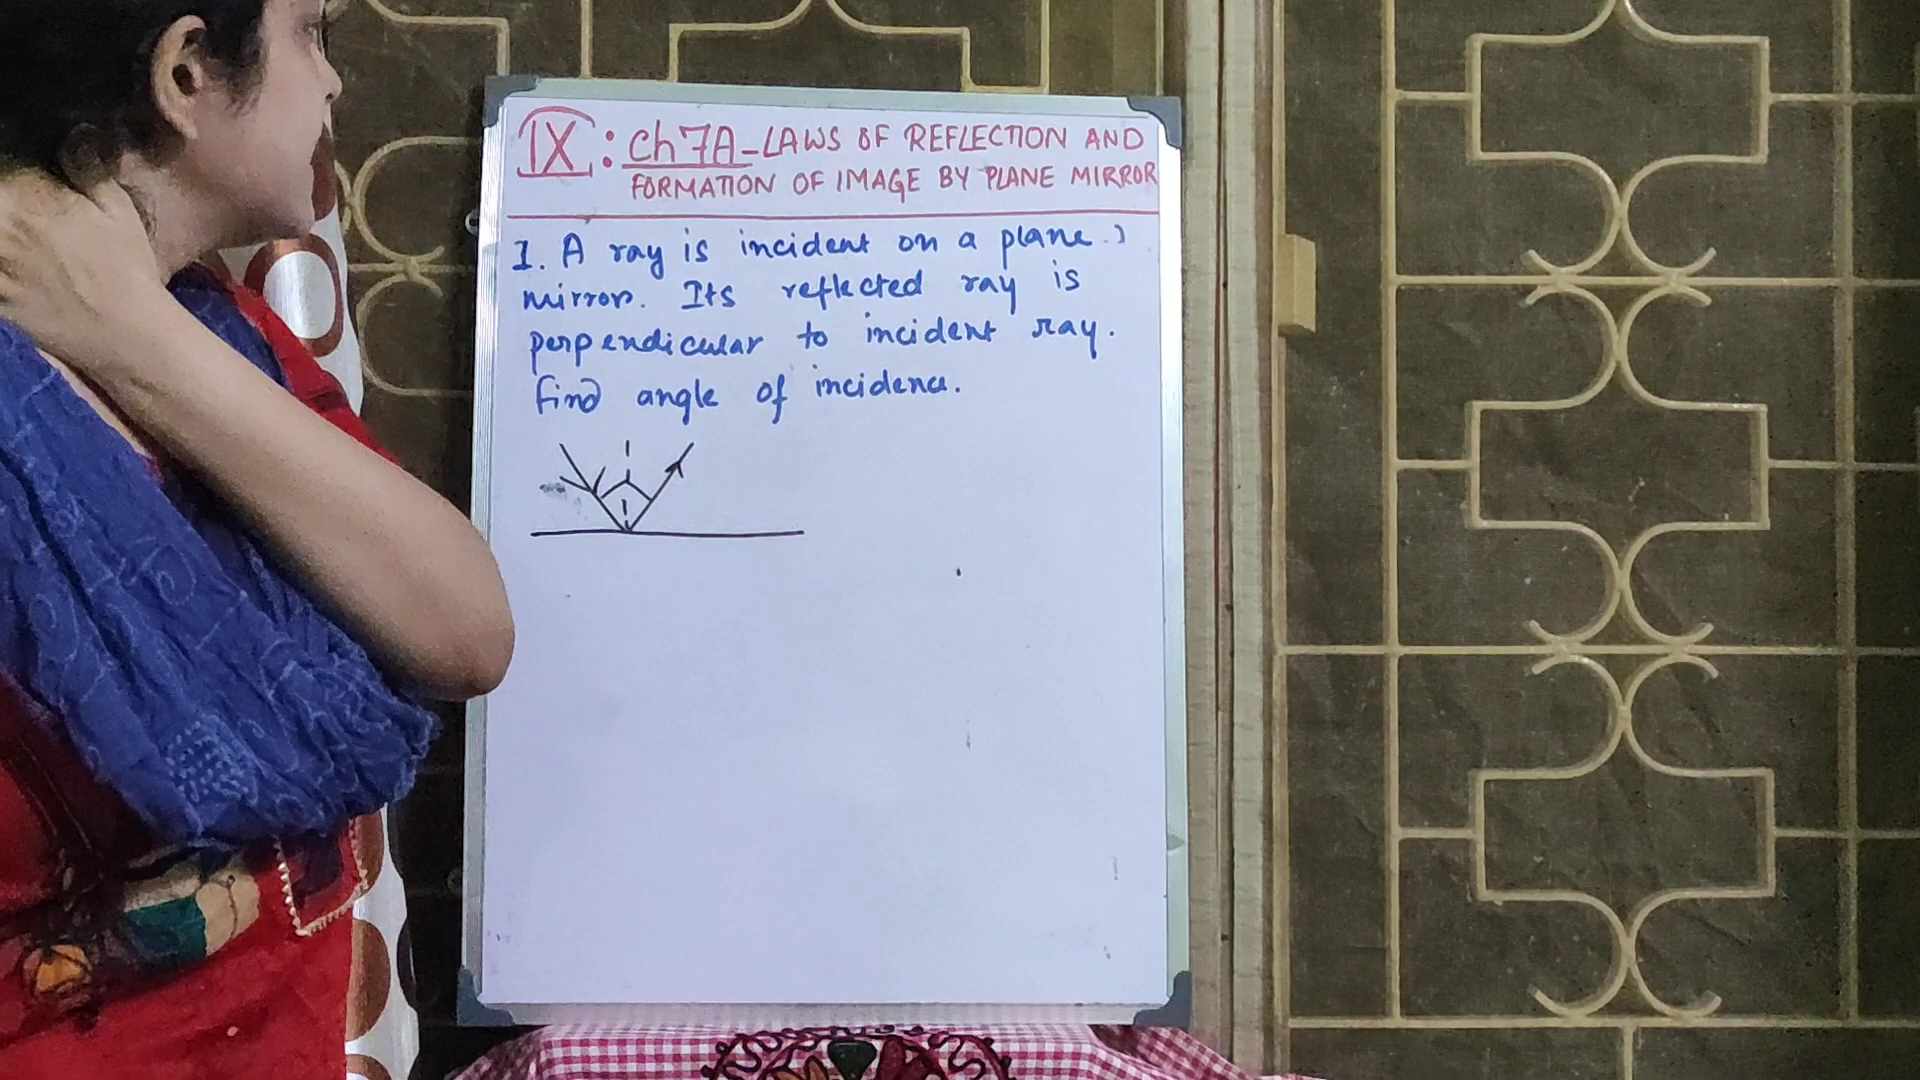 IX: Ch 7A - LAWS OF REFLECTION AND
FORMATION OF IMAGE BY PLANE MIRROR
1. A ray is incident on a plane
mirror. Its reflected ray is
perpendicular to incident ray.
find angle of incidence.